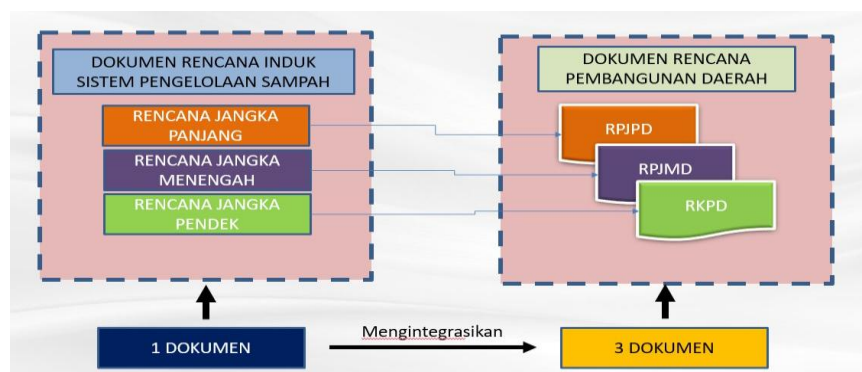 DOKUMEN RENCANA INDUK
SISTEM PENGELOLAAN SAMPAH
RENCANA JANGKA
PANJANG
RENCANA JANGKA
MENENGAH
RENCANA JANGKA
PENDEK
DOKUMEN RENCANA
PEMBANGUNAN DAERAH
RPJPD
RPJMD
RKPD
1 DOKUMEN
Mengintegrasikan
3 DOKUMEN